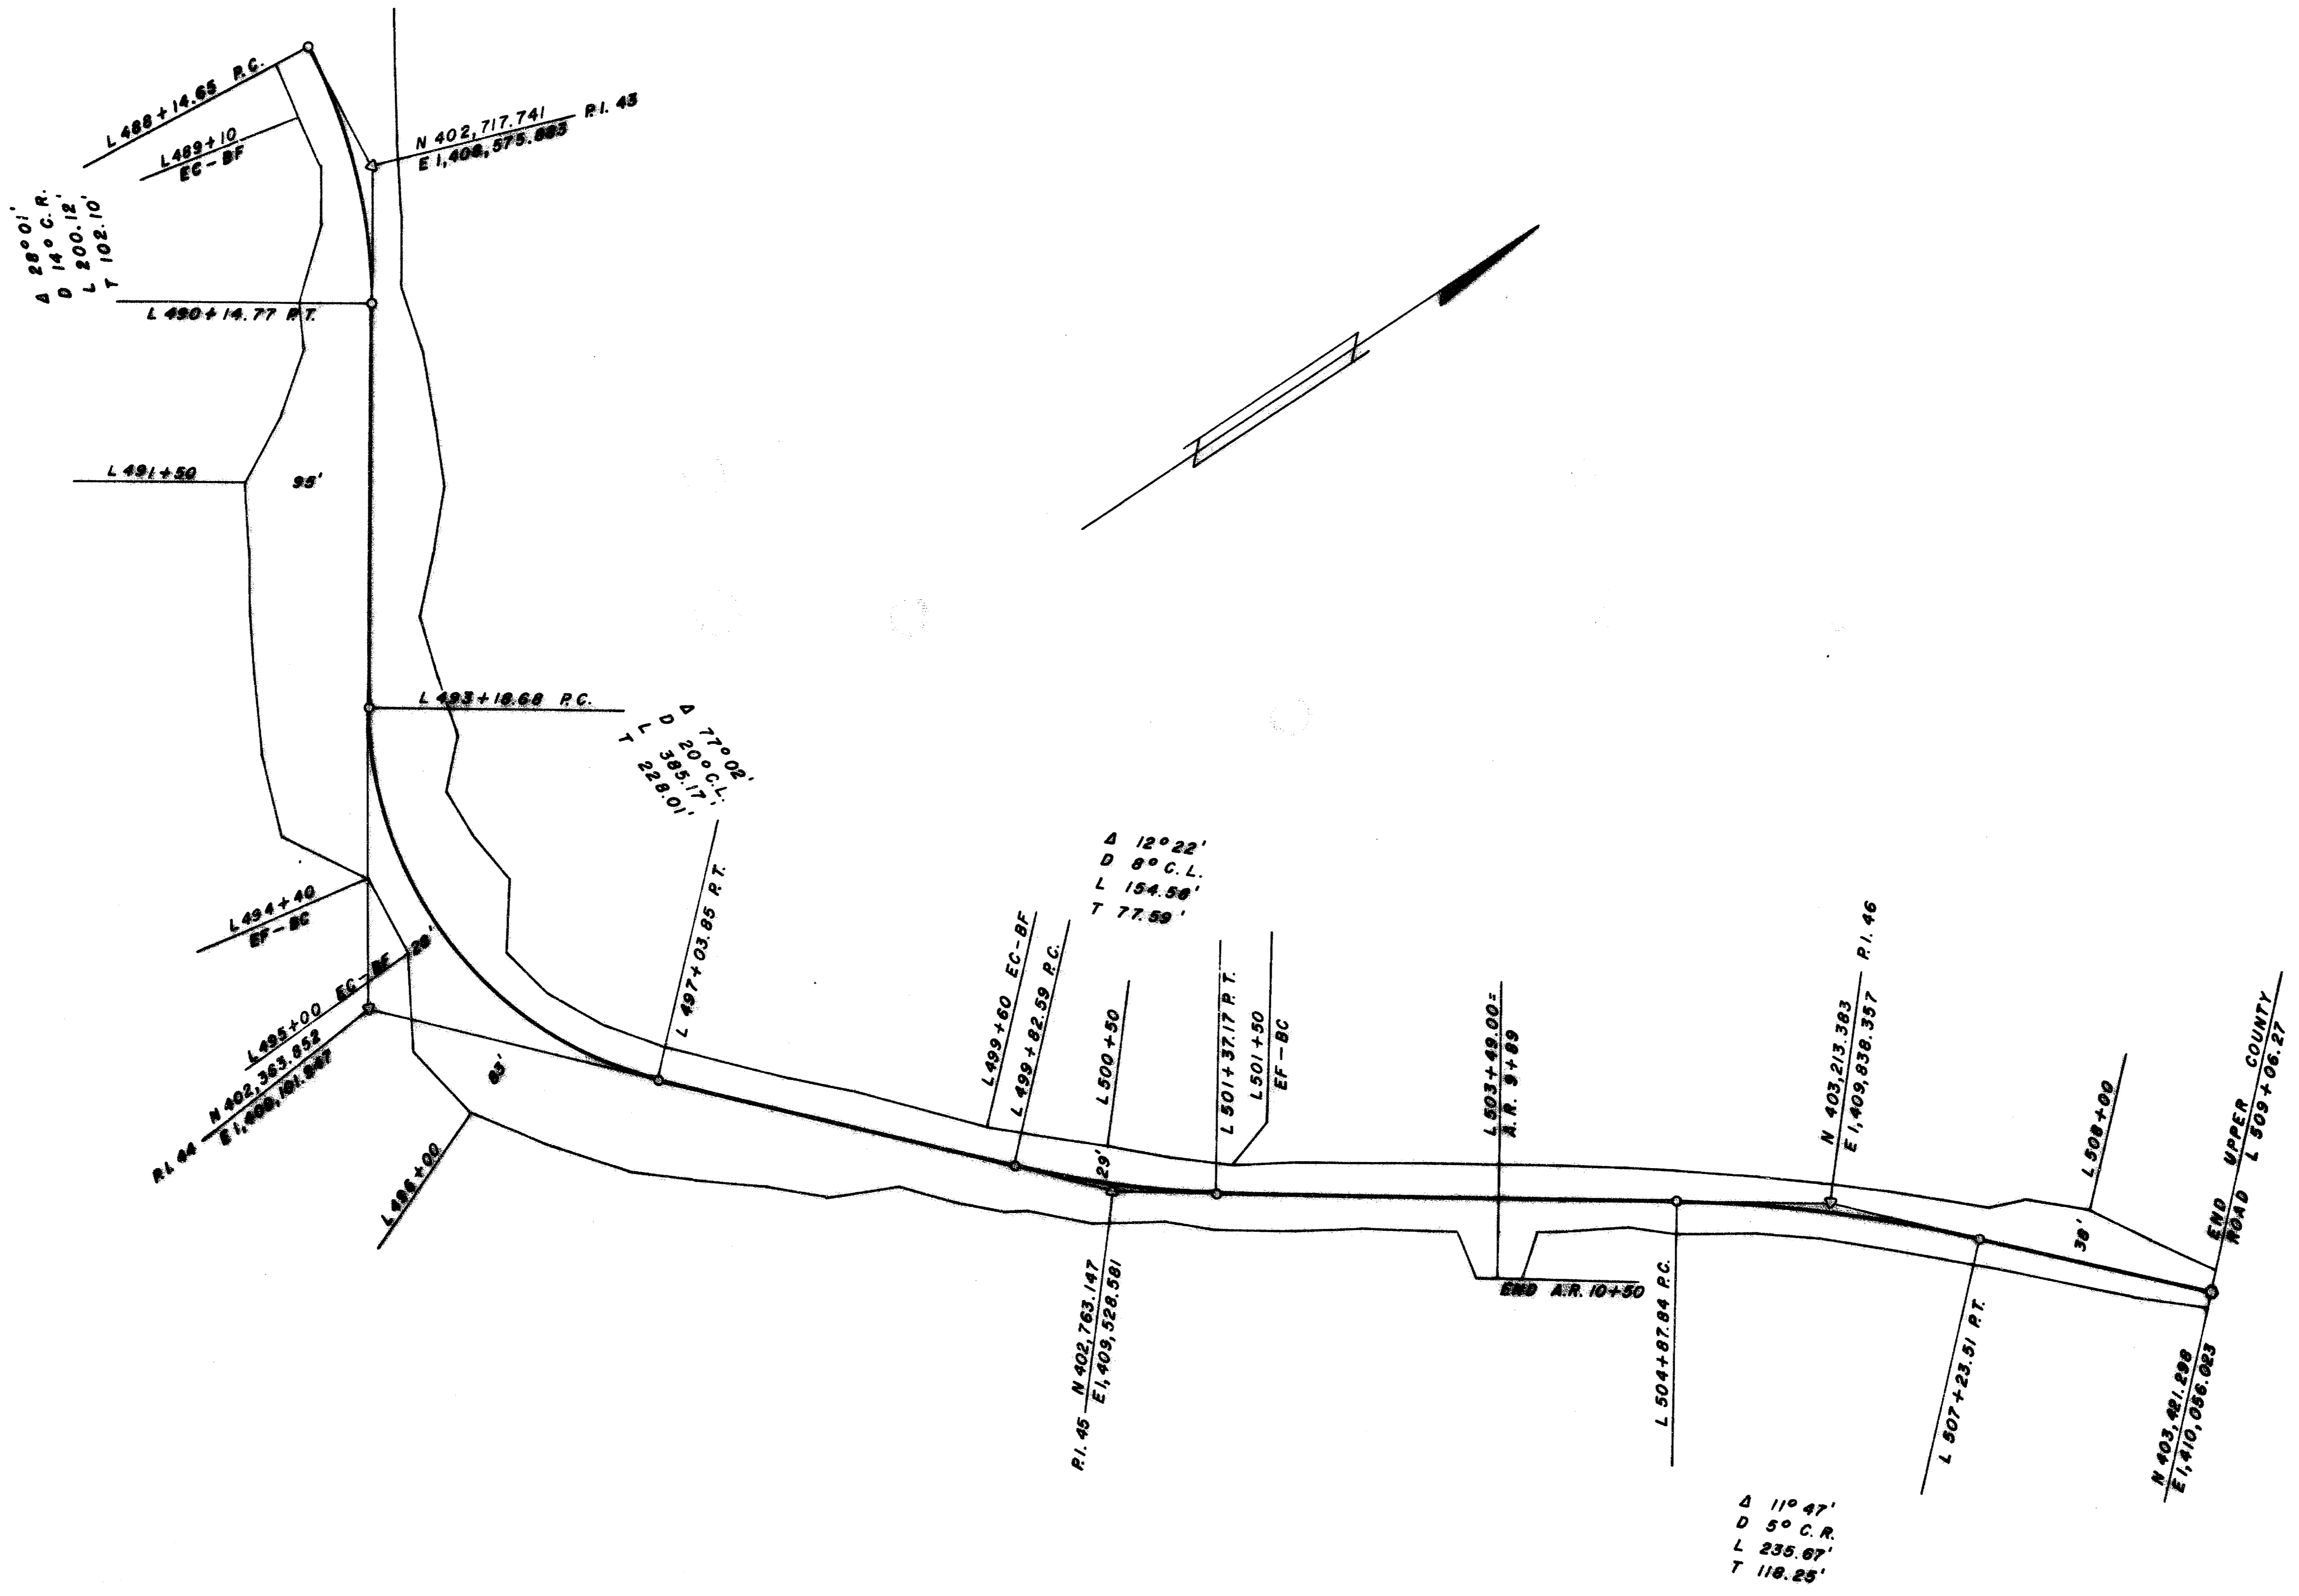 L 488+14.65 P.C.
L 489+10
EC-BF
N 402,717.741
E 1,408,575.883
P.I. 43
Δ 28°01'
D 14° C.R.
L 200.12'
T 102.10'
L 490+14.77 P.T.
L 491+50
95'
L 493+18.68 P.C.
Δ 77°02'
D 20° C.L.
L 385.17'
T 228.01'
L 494+40
EF-BC
L 495+00 EC-BF
P.I. 44
N 402,363.852
83'
L 496+00
L 497+03.85 P.T.
Δ 12°22'
D 8° C.L.
L 154.58'
T 77.59'
L 499+60 EC-BF
L 499+82.59 P.C.
L 500+50
29'
P.I. 45
N 402,763.147
E 1,409,528.581
L 501+37.17 P.T.
L 501+50
EF-BC
L 503+49.00=
A.R. 9+89
END A.R. 10+50
L 504+87.84 P.C.
N 403,213.383
E 1,409,838.357
P.I. 46
L 507+23.51 P.T.
Δ 11°47'
D 5° C.R.
L 235.67'
T 118.25'
L 508+00
38'
END UPPER COUNTY
ROAD L 509+06.27
N 403,421.298
E 1,410,056.023